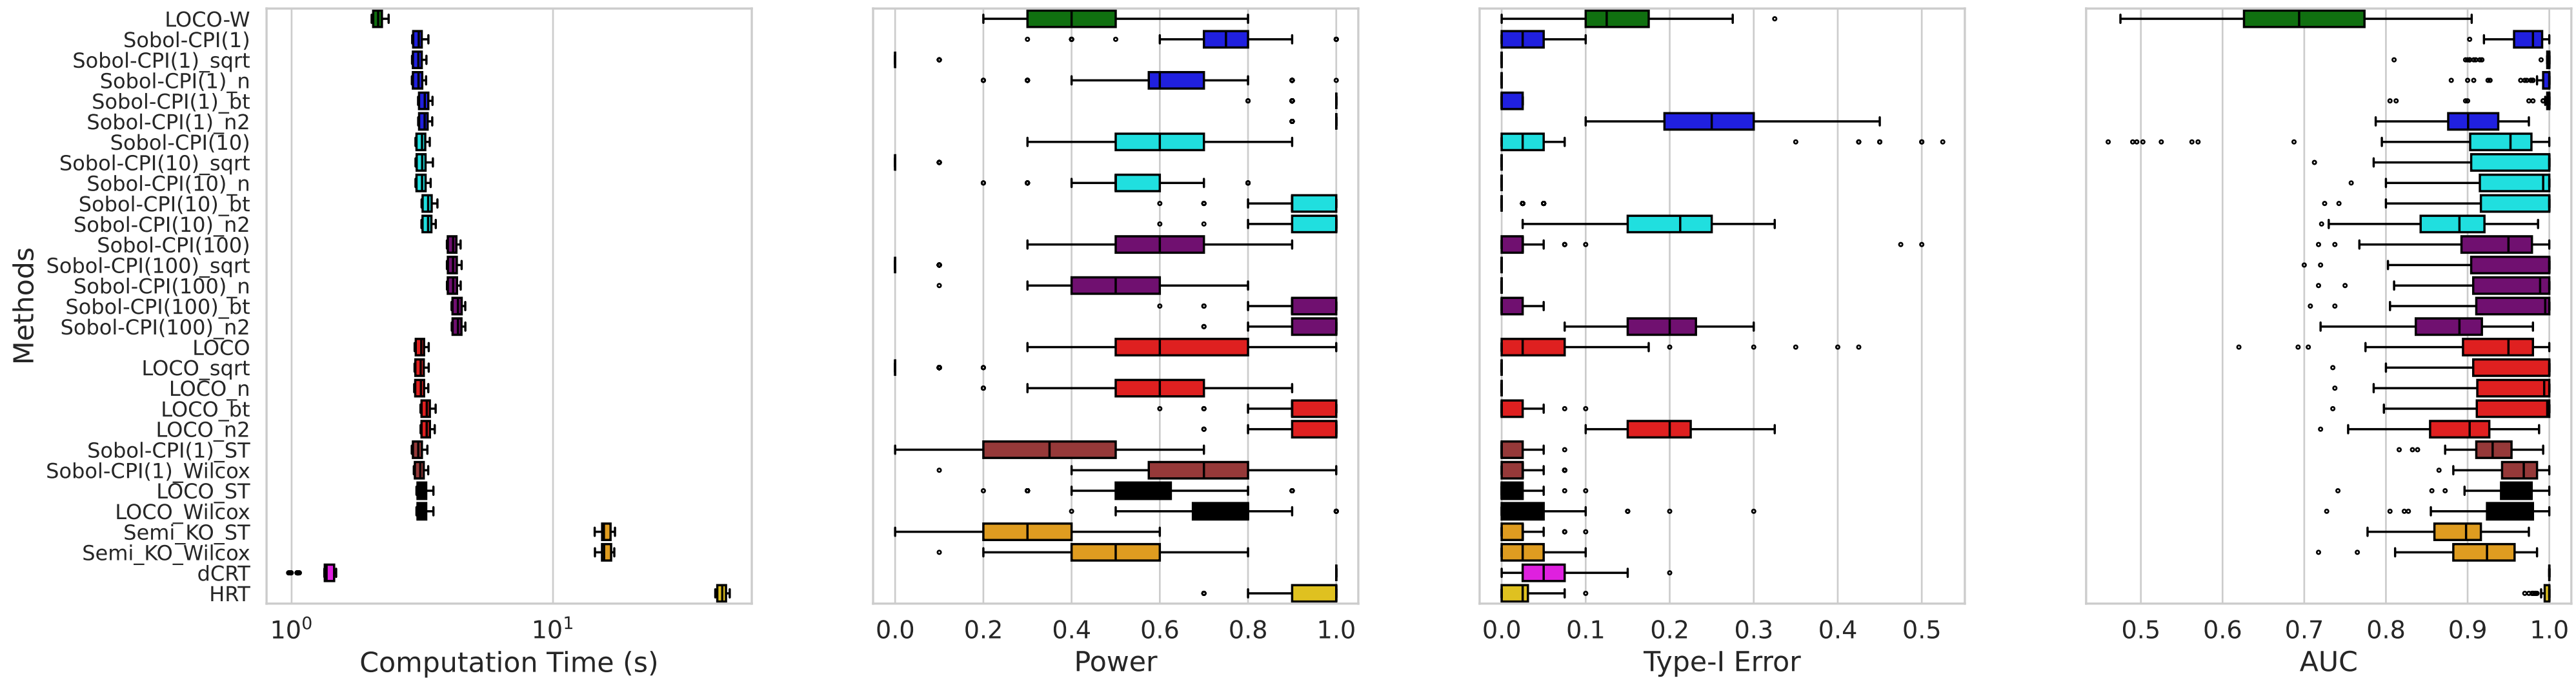 Methods
LOCO-W
Sobol-CPI(1)
Sobol-CPI(1)_sqrt
Sobol-CPI(1)_n
Sobol-CPI(1)_bt
Sobol-CPI(1)_n2
Sobol-CPI(10)
Sobol-CPI(10)_sqrt
Sobol-CPI(10)_n
Sobol-CPI(10)_bt
Sobol-CPI(10)_n2
Sobol-CPI(100)
Sobol-CPI(100)_sqrt
Sobol-CPI(100)_n
Sobol-CPI(100)_bt
Sobol-CPI(100)_n2
LOCO
LOCO_sqrt
LOCO_n
LOCO_bt
LOCO_n2
Sobol-CPI(1)_ST
Sobol-CPI(1)_Wilcox
LOCO_ST
LOCO_Wilcox
Semi_KO_ST
Semi_KO_Wilcox
dCRT
HRT
10⁰ 10¹
Computation Time (s)
0.0 0.2 0.4 0.6 0.8 1.0
Power
0.0 0.1 0.2 0.3 0.4 0.5
Type-I Error
0.5 0.6 0.7 0.8 0.9 1.0
AUC